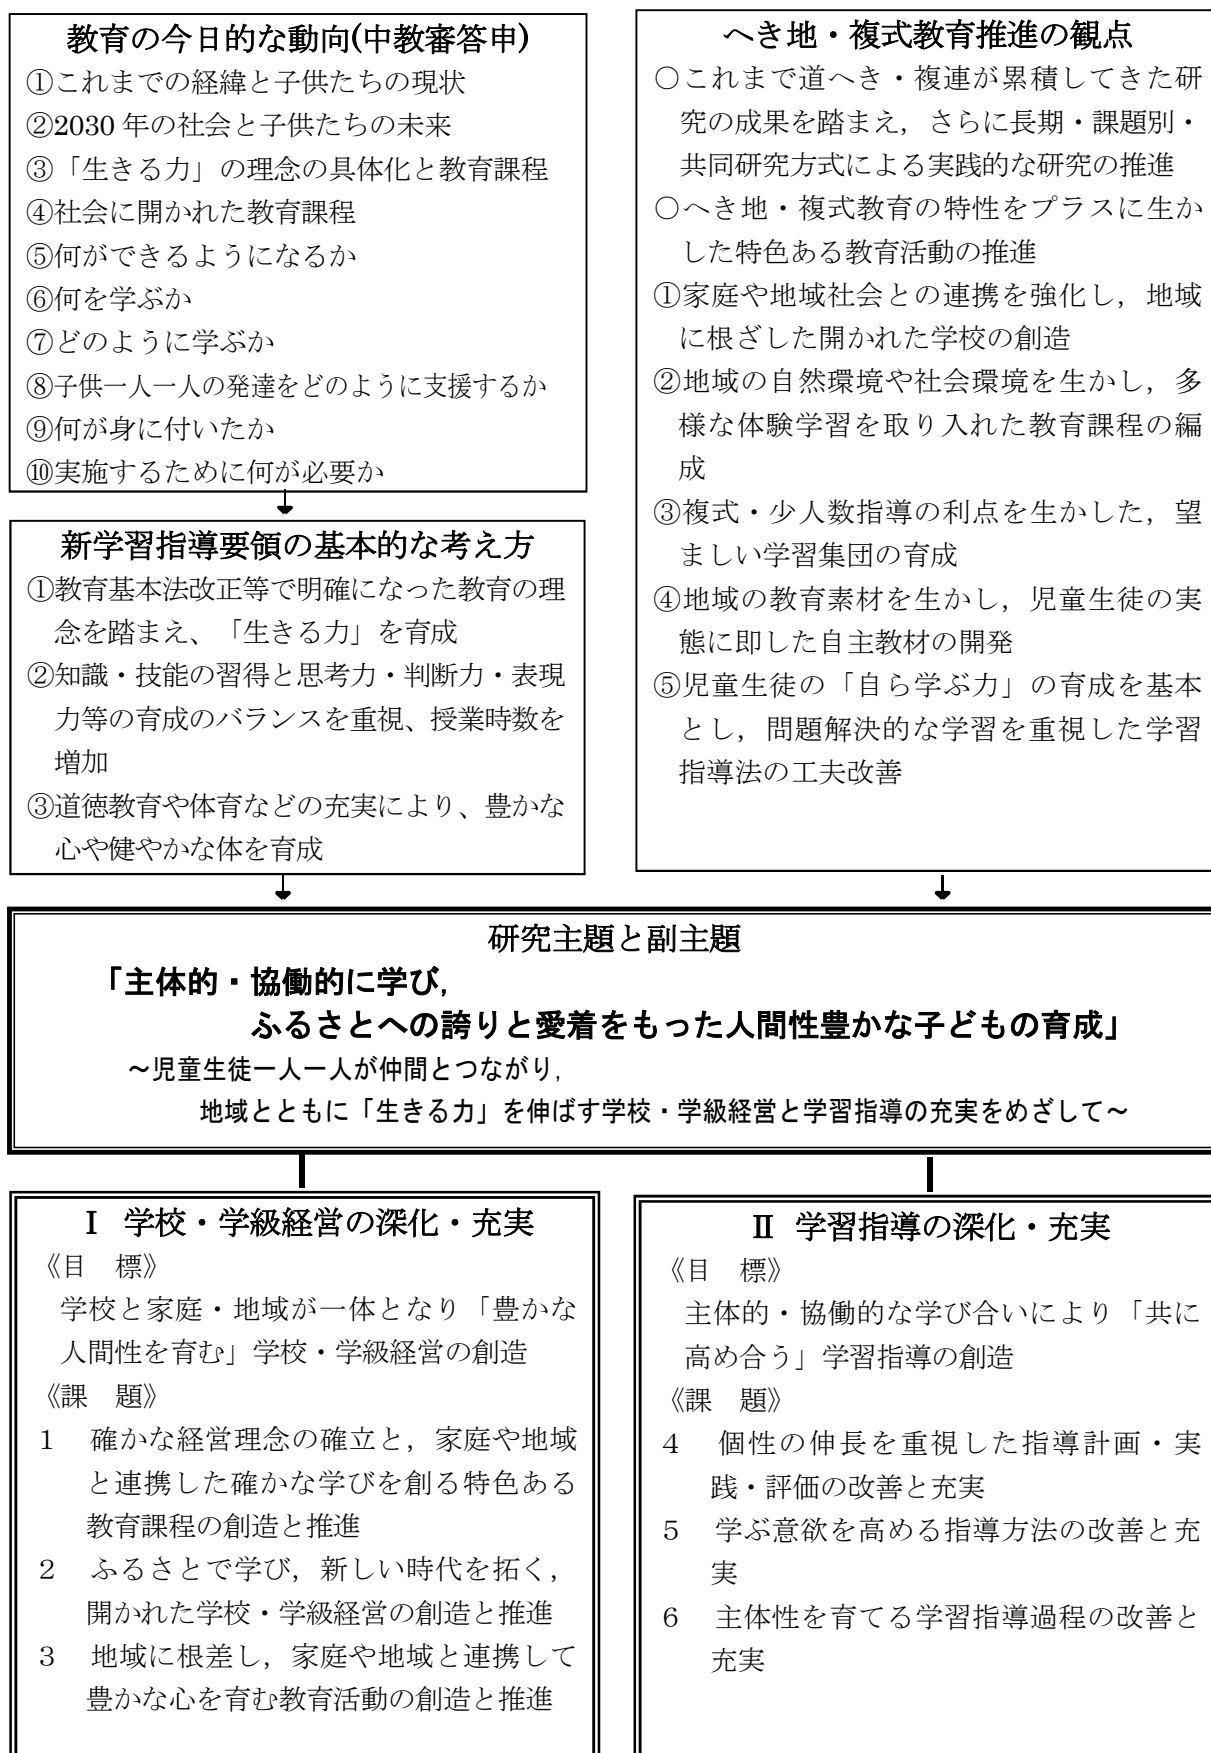 教育の今日的な動向(中教審答申)
①これまでの経緯と子供たちの現状
②2030 年の社会と子供たちの未来
③「生きる力」の理念の具体化と教育課程
④社会に開かれた教育課程
⑤何ができるようになるか
⑥何を学ぶか
⑦どのように学ぶか
⑧子供一人一人の発達をどのように支援するか
⑨何が身に付いたか
⑩実施するために何が必要か
新学習指導要領の基本的な考え方
①教育基本法改正等で明確になった教育の理
念を踏まえ、「生きる力」を育成
②知識・技能の習得と思考力・判断力・表現
力等の育成のバランスを重視、授業時数を
増加
③道徳教育や体育などの充実により、豊かな
心や健やかな体を育成
へき地・複式教育推進の観点
○これまで道へき・複連が累積してきた研
究の成果を踏まえ，さらに長期・課題別・
共同研究方式による実践的な研究の推進
○へき地・複式教育の特性をプラスに生か
した特色ある教育活動の推進
①家庭や地域社会との連携を強化し，地域
に根ざした開かれた学校の創造
②地域の自然環境や社会環境を生かし，多
様な体験学習を取り入れた教育課程の編
成
③複式・少人数指導の利点を生かした，望
ましい学習集団の育成
④地域の教育素材を生かし，児童生徒の実
態に即した自主教材の開発
⑤児童生徒の「自ら学ぶ力」の育成を基本
とし，問題解決的な学習を重視した学習
指導法の工夫改善
研究主題と副主題
「主体的・協働的に学び，
ふるさとへの誇りと愛着をもった人間性豊かな子どもの育成」
～児童生徒一人一人が仲間とつながり，
地域とともに「生きる力」を伸ばす学校・学級経営と学習指導の充実をめざして～
Ⅰ 学校・学級経営の深化・充実
《目　標》
学校と家庭・地域が一体となり「豊かな
人間性を育む」学校・学級経営の創造
《課　題》
1　確かな経営理念の確立と，家庭や地域
と連携した確かな学びを創る特色ある
教育課程の創造と推進
2　ふるさとで学び，新しい時代を拓く，
開かれた学校・学級経営の創造と推進
3　地域に根差し，家庭や地域と連携して
豊かな心を育む教育活動の創造と推進
Ⅱ 学習指導の深化・充実
《目　標》
主体的・協働的な学び合いにより「共に
高め合う」学習指導の創造
《課　題》
4　個性の伸長を重視した指導計画・実
践・評価の改善と充実
5　学ぶ意欲を高める指導方法の改善と充
実
6　主体性を育てる学習指導過程の改善と
充実